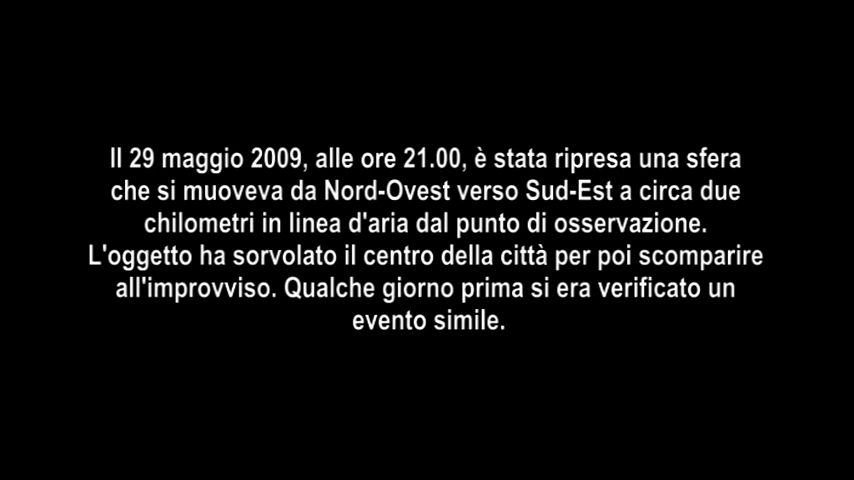 Il 29 maggio 2009, alle ore 21.00, è stata ripresa una sfera
che si muoveva da Nord-Ovest verso Sud-Est a circa due
chilometri in linea d'aria dal punto di osservazione.
L'oggetto ha sorvolato il centro della città per poi scomparire
all'improvviso. Qualche giorno prima si era verificato un
evento simile.